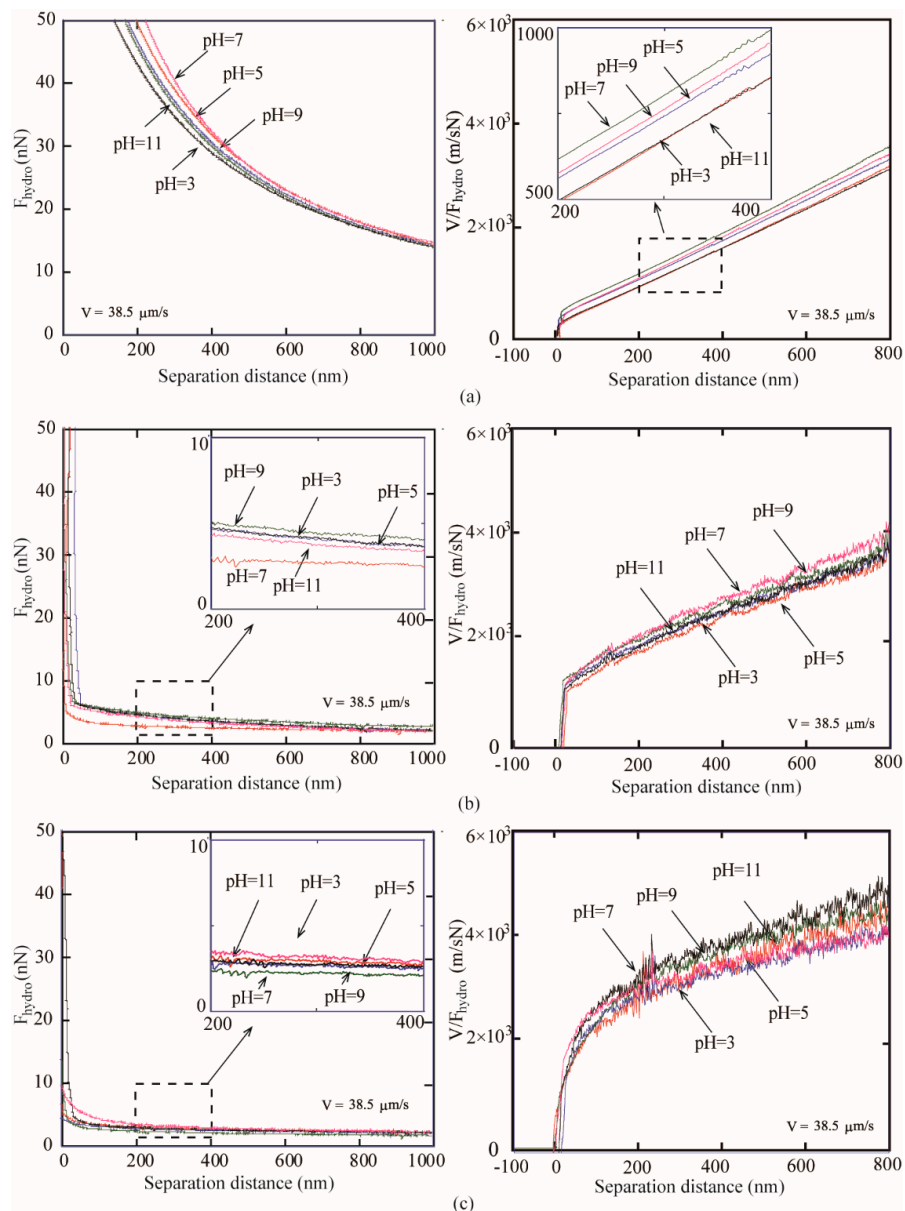 50
40
30
20
10
0
F_hydro (nN)
pH=7
pH=5
pH=9
pH=11
pH=3
V = 38.5 μm/s
0 200 400 600 800 1000
Separation distance (nm)
6×10³
4×10³
2×10³
0
V/F_hydro (m/sN)
1000
500
200 400
pH=5
pH=9
pH=7
pH=3
pH=11
V = 38.5 μm/s
-100 0 200 400 600 800
Separation distance (nm)
(a)
50
40
30
20
10
0
F_hydro (nN)
10
0
200 400
pH=9
pH=3
pH=5
pH=7
pH=11
V = 38.5 μm/s
0 200 400 600 800 1000
Separation distance (nm)
6×10³
4×10³
2×10³
0
V/F_hydro (m/sN)
pH=9
pH=7
pH=11
pH=5
pH=3
V = 38.5 μm/s
-100 0 200 400 600 800
Separation distance (nm)
(b)
50
40
30
20
10
0
F_hydro (nN)
10
0
200 400
pH=11
pH=3
pH=5
pH=7
pH=9
V = 38.5 μm/s
0 200 400 600 800 1000
Separation distance (nm)
6×10³
4×10³
2×10³
0
V/F_hydro (m/sN)
pH=11
pH=9
pH=7
pH=5
pH=3
V = 38.5 μm/s
-100 0 200 400 600 800
Separation distance (nm)
(c)